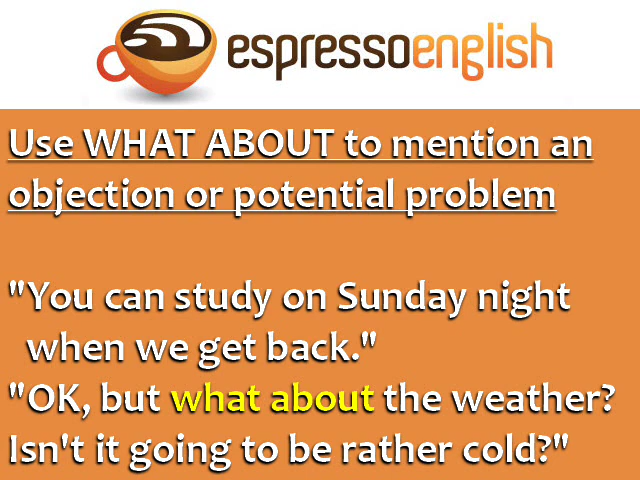 espressoenglish
Use WHAT ABOUT to mention an
objection or potential problem
"You can study on Sunday night
when we get back."
"OK, but what about the weather?
Isn't it going to be rather cold?"